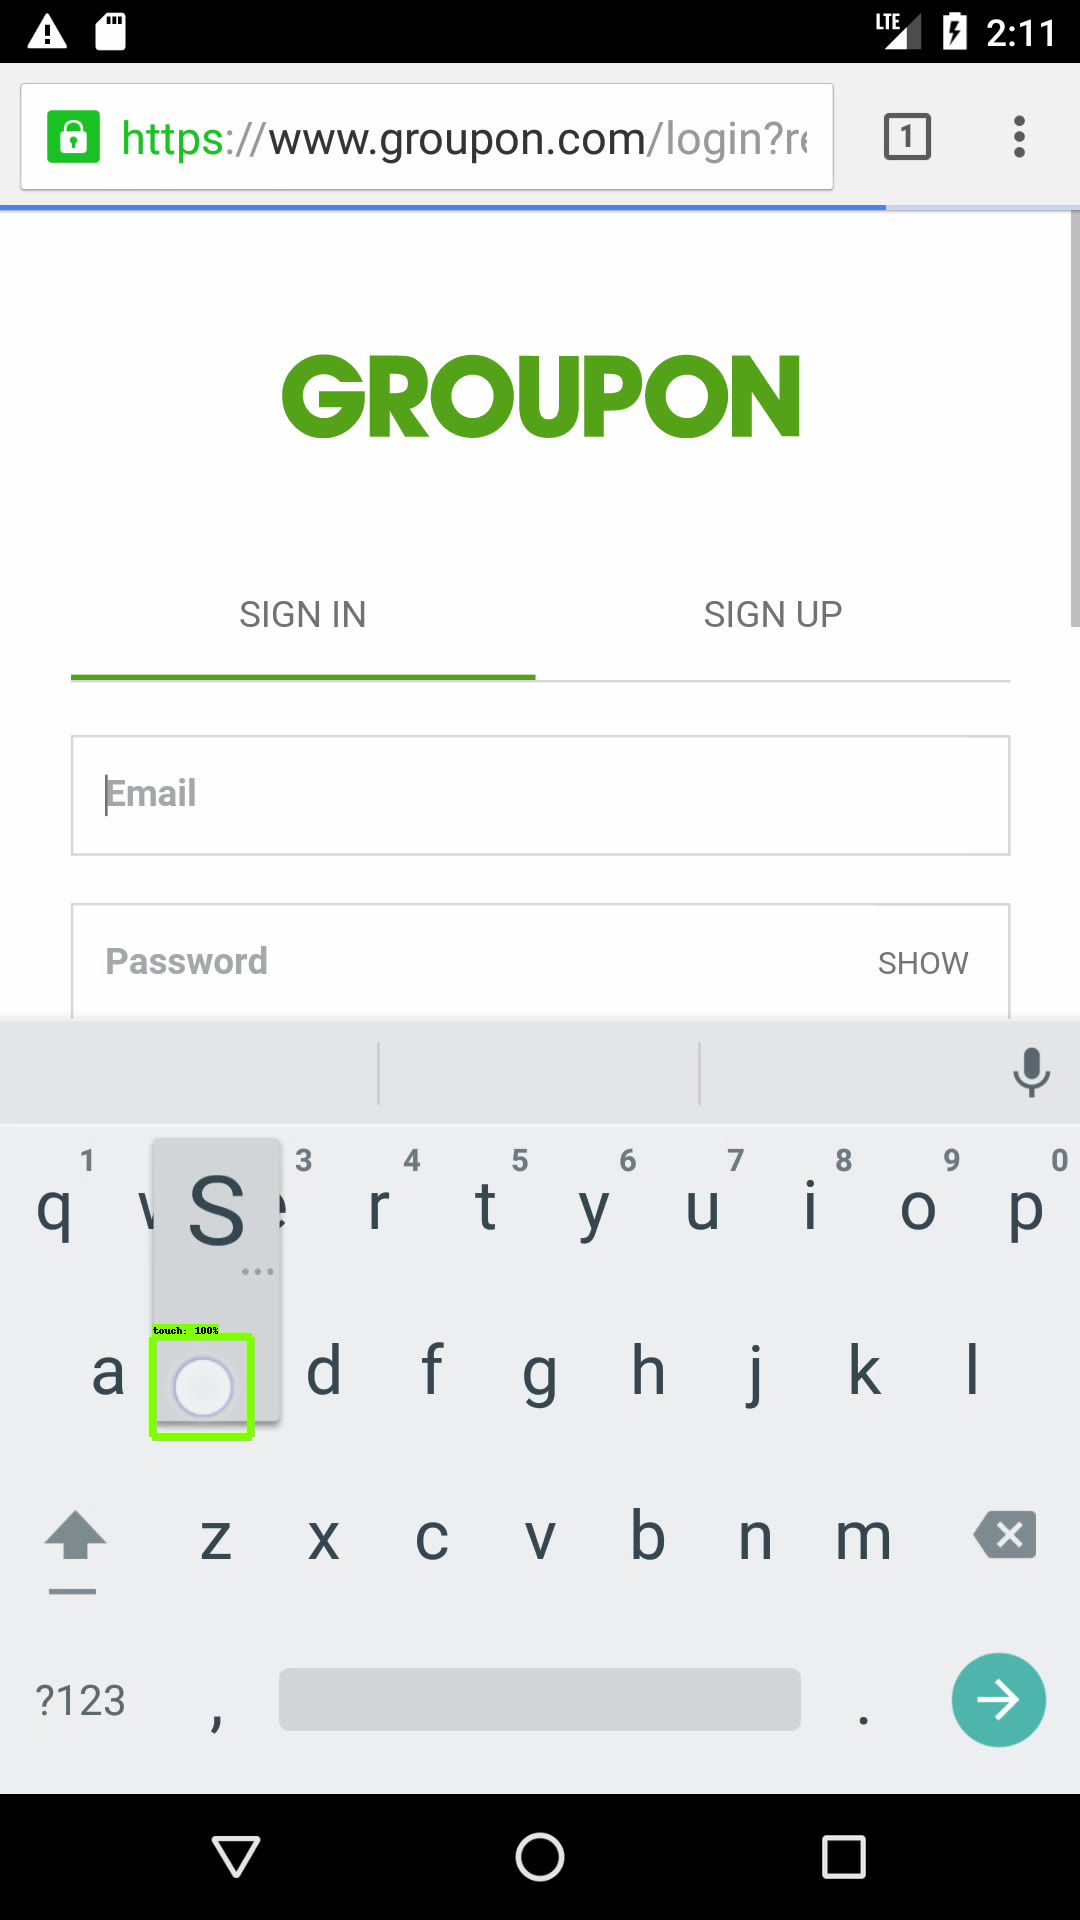 LTE 2:11
https://www.groupon.com/login?re
1
GROUPON
SIGN IN SIGN UP
Email
Password SHOW
1 3 4 5 6 7 8 9 0
q w e r t y u i o p
S
touch: 100%
a d f g h j k l
z x c v b n m
?123 , .